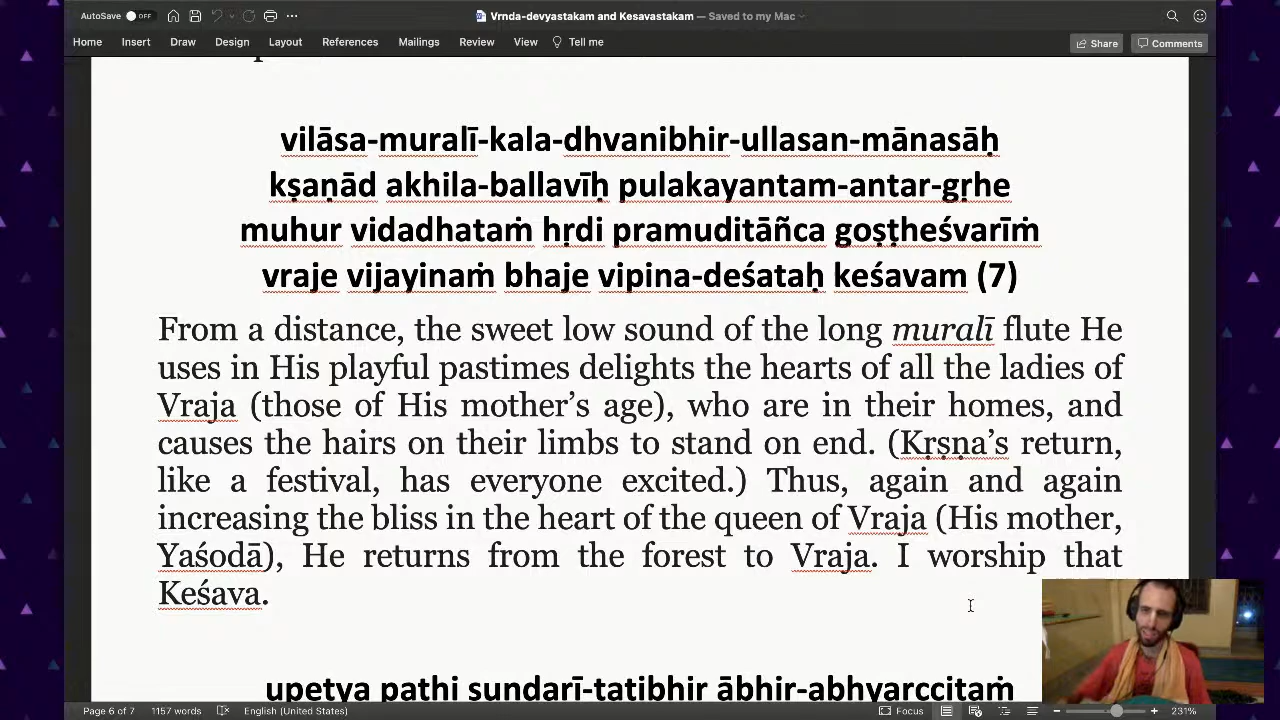 AutoSave OFF
Vrnda-devyastakam and Kesavastakam — Saved to my Mac
Home Insert Draw Design Layout References Mailings Review View Tell me Share Comments
vilāsa-muralī-kala-dhvanibhir-ullasan-mānasāḥ
kṣaṇād akhila-ballavīḥ pulakayantam-antar-gṛhe
muhur vidadhataṁ hṛdi pramuditāñca goṣṭheśvarīṁ
vraje vijayinaṁ bhaje vipina-deśataḥ keśavam (7)
From a distance, the sweet low sound of the long muralī flute He
uses in His playful pastimes delights the hearts of all the ladies of
Vraja (those of His mother’s age), who are in their homes, and
causes the hairs on their limbs to stand on end. (Kṛṣṇa’s return,
like a festival, has everyone excited.) Thus, again and again
increasing the bliss in the heart of the queen of Vraja (His mother,
Yaśodā), He returns from the forest to Vraja. I worship that
Keśava.
upetya pathi sundarī-tatibhir ābhir-abhyarccitaṁ
Page 6 of 7 1157 words English (United States) Focus 231%